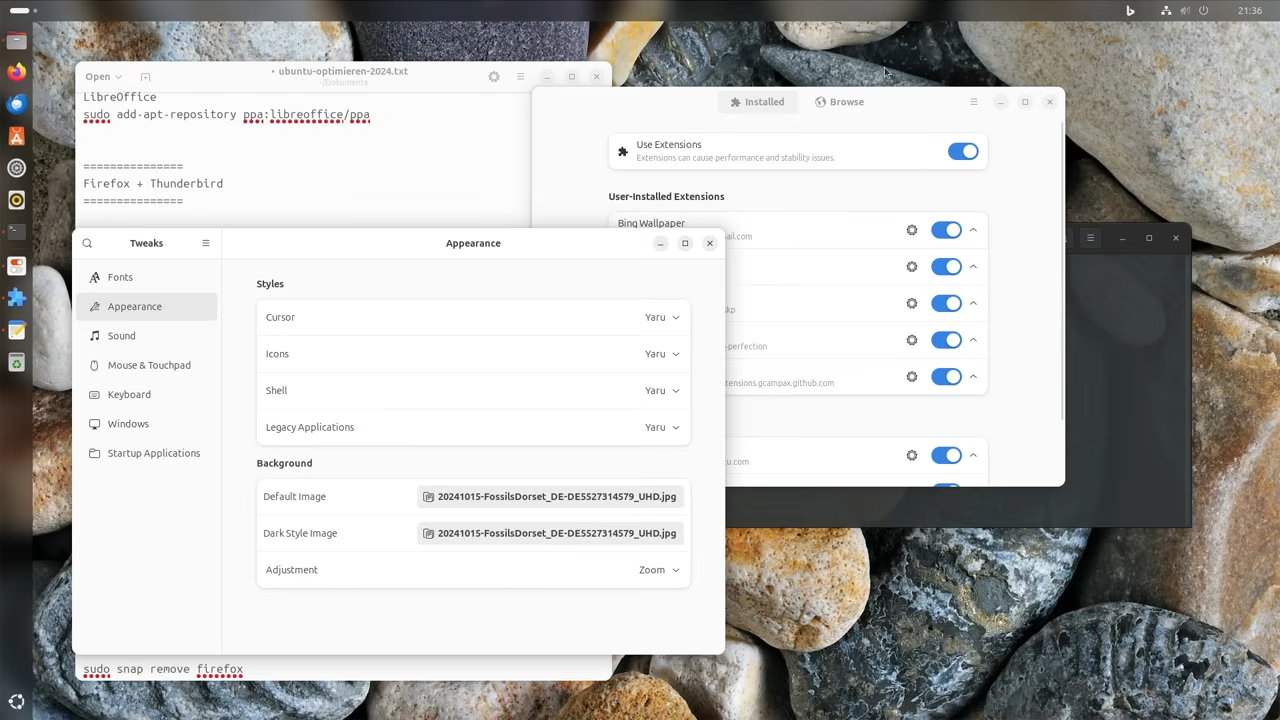 21:36
Open
• ubuntu-optimieren-2024.txt
~/Dokumente
LibreOffice
sudo add-apt-repository ppa:libreoffice/ppa
===============
Firefox + Thunderbird
===============
sudo snap remove firefox
Installed
Browse
Use Extensions
Extensions can cause performance and stability issues.
User-Installed Extensions
Bing Wallpaper
ail.com
kp
-perfection
tensions.gcampax.github.com
tu.com
Tweaks
Appearance
Fonts
Appearance
Sound
Mouse & Touchpad
Keyboard
Windows
Startup Applications
Styles
Cursor Yaru
Icons Yaru
Shell Yaru
Legacy Applications Yaru
Background
Default Image 20241015-FossilsDorset_DE-DE5527314579_UHD.jpg
Dark Style Image 20241015-FossilsDorset_DE-DE5527314579_UHD.jpg
Adjustment Zoom